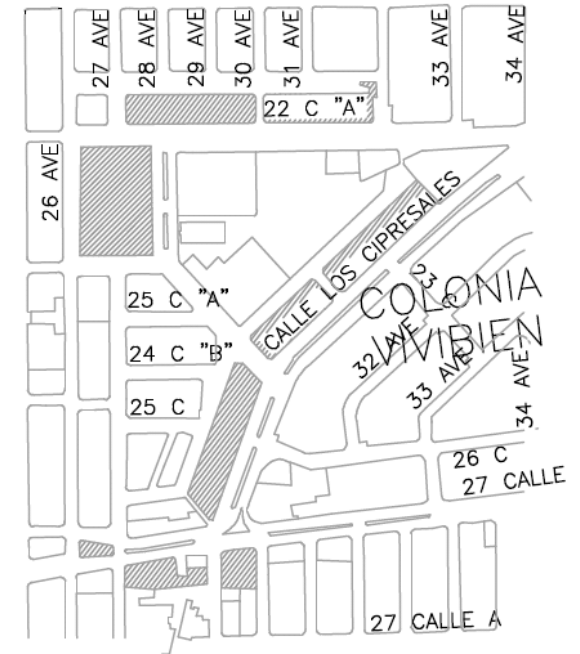 27 AVE
28 AVE
29 AVE
30 AVE
31 AVE
33 AVE
34 AVE
22 C "A"
26 AVE
CALLE LOS CIPRESALES
23
COLONIA
VIVIBIEN
25 C "A"
24 C "B"
25 C
32 AVE
33 AVE
34 AVE
26 C
27 CALLE
27 CALLE A